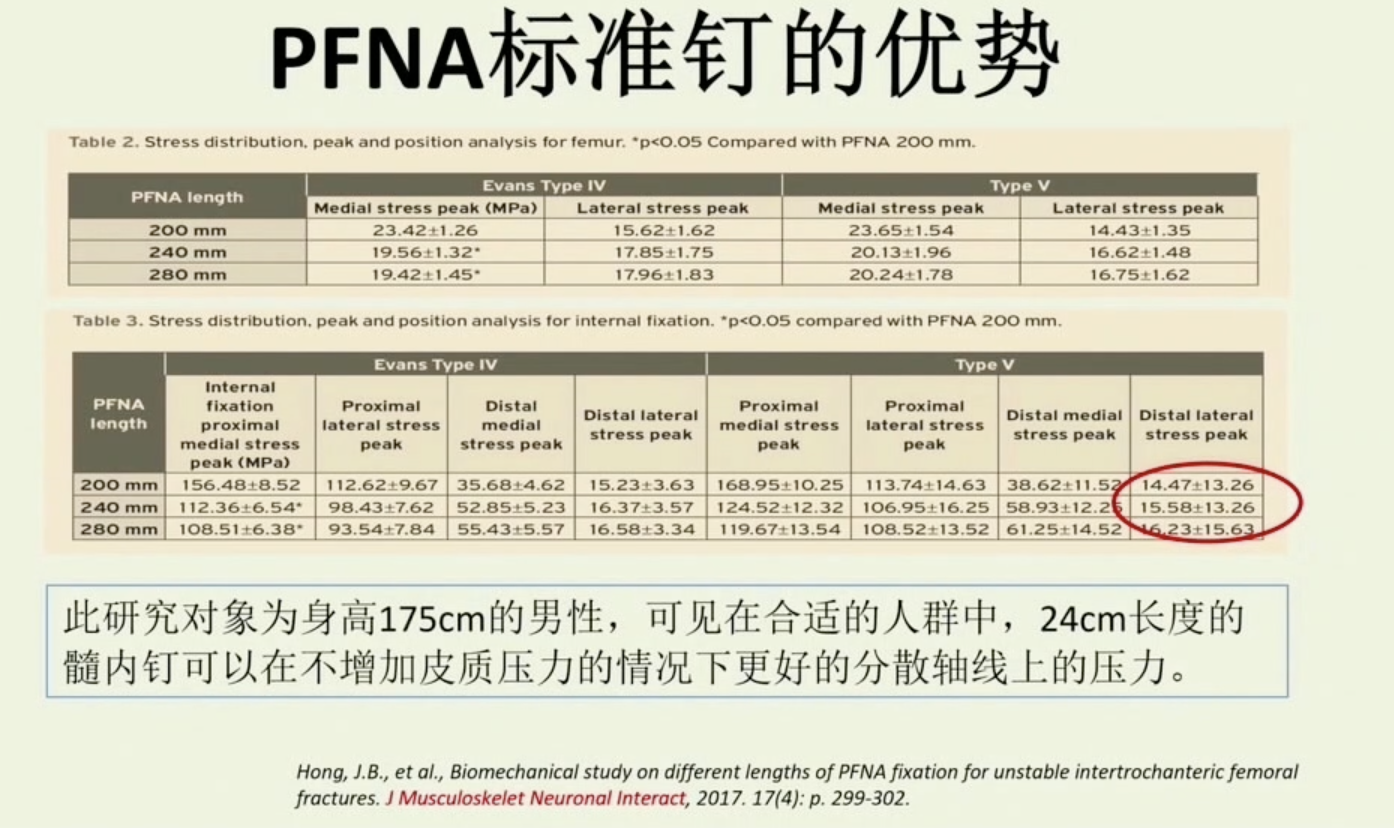 PFNA标准钉的优势
Table 2. Stress distribution, peak and position analysis for femur. *p<0.05 Compared with PFNA 200 mm.
PFNA length Evans Type IV Type V
Medial stress peak (MPa) Lateral stress peak Medial stress peak Lateral stress peak
200 mm 23.42±1.26 15.62±1.62 23.65±1.54 14.43±1.35
240 mm 19.56±1.32* 17.85±1.75 20.13±1.96 16.62±1.48
280 mm 19.42±1.45* 17.96±1.83 20.24±1.78 16.75±1.62
Table 3. Stress distribution, peak and position analysis for internal fixation. *p<0.05 compared with PFNA 200 mm.
PFNA length Evans Type IV Type V
Internal fixation proximal medial stress peak (MPa) Proximal lateral stress peak Distal medial stress peak Distal lateral stress peak Proximal medial stress peak Proximal lateral stress peak Distal medial stress peak Distal lateral stress peak
200 mm 156.48±8.52 112.62±9.67 35.68±4.62 15.23±3.63 168.95±10.25 113.74±14.63 38.62±11.52 14.47±13.26
240 mm 112.36±6.54* 98.43±7.62 52.85±5.23 16.37±3.57 124.52±12.32 106.95±16.25 58.93±12.26 15.58±13.26
280 mm 108.51±6.38* 93.54±7.84 55.43±5.57 16.58±3.34 119.67±13.54 108.52±13.52 61.25±14.52 16.23±15.63
此研究对象为身高175cm的男性，可见在合适的人群中，24cm长度的
髓内钉可以在不增加皮质压力的情况下更好的分散轴线上的压力。
Hong, J.B., et al., Biomechanical study on different lengths of PFNA fixation for unstable intertrochanteric femoral
fractures. J Musculoskelet Neuronal Interact, 2017. 17(4): p. 299-302.